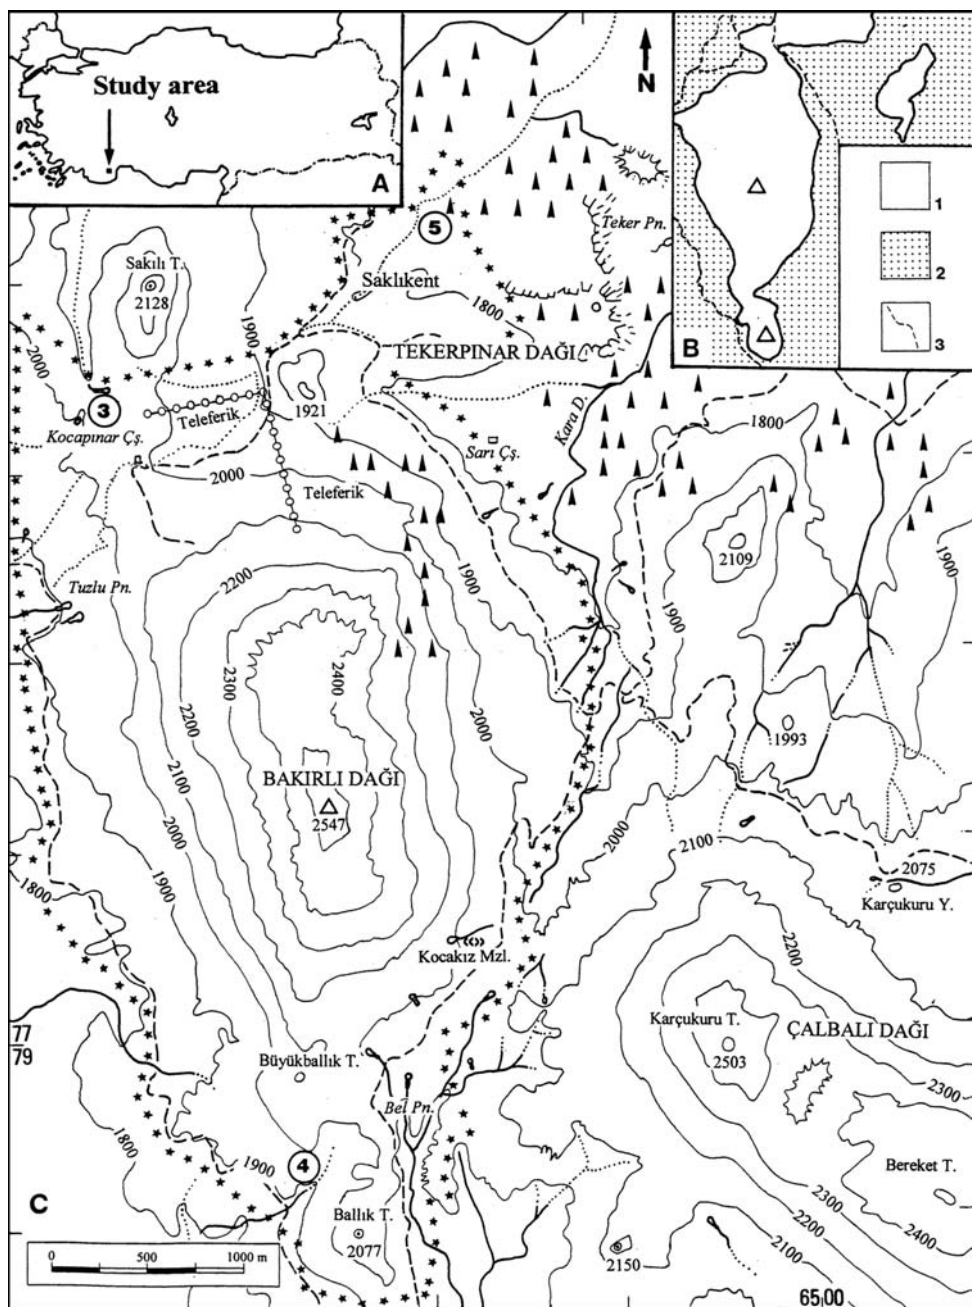 Study area
A
N
B
1
2
3
5
Teker Pn.
Sakılı T.
2128
Saklıkent
1800
1900
2000
TEKERPINAR DAĞI
3
Teleferik
1921
Kocapınar Çş.
Kara D.
1800
Sarı Çş.
2000
Teleferik
2109
1900
1900
1900
2200
Tuzlu Pn.
2400
2300
2200
2000
1993
2100
BAKIRLI DAĞI
2547
2000
2000
2100
2075
1900
1800
Karçukuru Y.
2200
Kocakız Mzl.
Karçukuru T.
ÇALBALI DAĞI
77
79
2503
Büyükballık T.
2300
Bel Pn.
1800
1900
4
Bereket T.
C
Ballık T.
2300
2077
2200
2400
2100
2150
0 500 1000 m
65 00